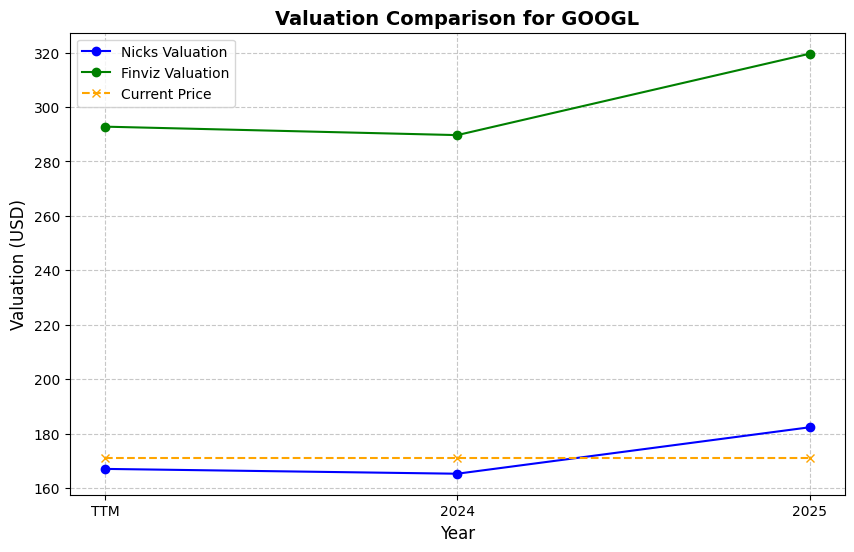 Valuation Comparison for GOOGL
Nicks Valuation
Finviz Valuation
Current Price
Valuation (USD)
320
300
280
260
240
220
200
180
160
TTM
2024
2025
Year